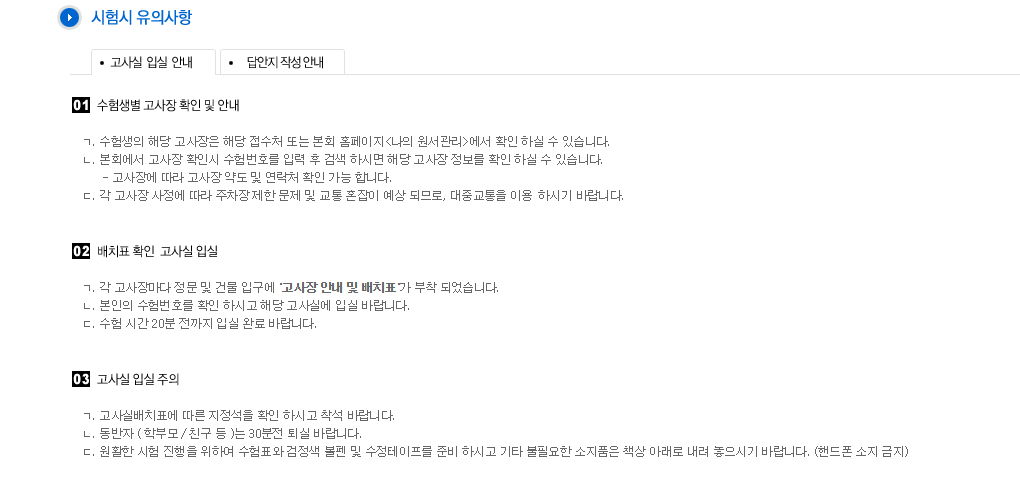 시험시 유의사항
• 고사실 입실 안내
• 답안지 작성 안내
01 수험생별 고사장 확인 및 안내
ㄱ. 수험생의 해당 고사장은 해당 접수처 또는 본회 홈페이지<나의 원서관리>에서 확인 하실 수 있습니다.
ㄴ. 본회에서 고사장 확인시 수험번호를 입력 후 검색 하시면 해당 고사장 정보를 확인 하실 수 있습니다.
- 고사장에 따라 고사장 약도 및 연락처 확인 가능 합니다.
ㄷ. 각 고사장 사정에 따라 주차장 제한 문제 및 교통 혼잡이 예상 되므로, 대중교통을 이용 하시기 바랍니다.
02 배치표 확인 고사실 입실
ㄱ. 각 고사장마다 정문 및 건물 입구에 '고사장 안내 및 배치표'가 부착 되었습니다.
ㄴ. 본인의 수험번호를 확인 하시고 해당 고사실에 입실 바랍니다.
ㄷ. 수험 시간 20분 전까지 입실 완료 바랍니다.
03 고사실 입실 주의
ㄱ. 고사실배치표에 따른 지정석을 확인 하시고 착석 바랍니다.
ㄴ. 동반자 ( 학부모 / 친구 등 )는 30분전 퇴실 바랍니다.
ㄷ. 원활한 시험 진행을 위하여 수험표와 검정색 볼펜 및 수정테이프를 준비 하시고 기타 불필요한 소지품은 책상 아래로 내려 놓으시기 바랍니다. (핸드폰 소지 금지)